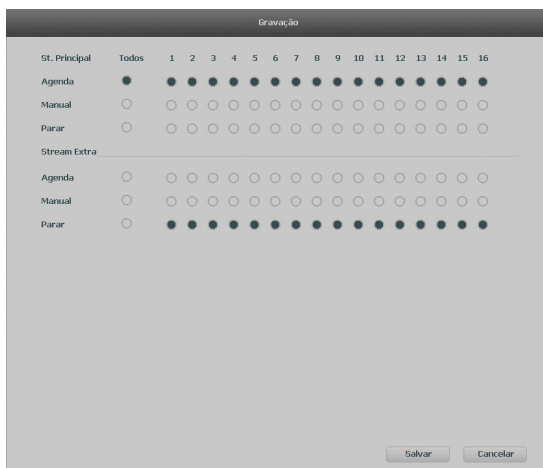 Gravação
St. Principal Todos 1 2 3 4 5 6 7 8 9 10 11 12 13 14 15 16
Agenda
Manual
Parar
Stream Extra
Agenda
Manual
Parar
Salvar Cancelar